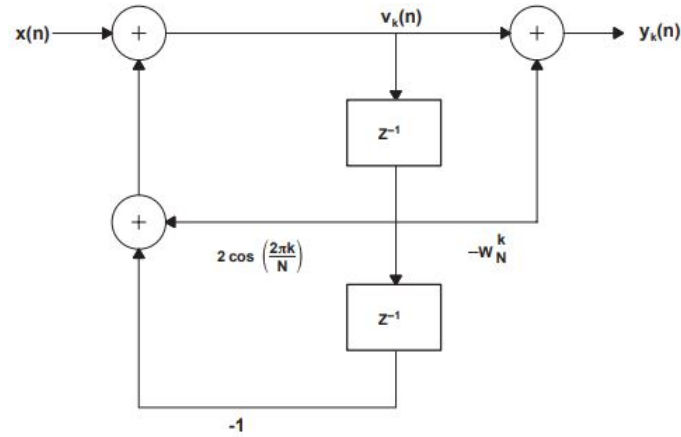 x(n)
+
vₖ(n)
+
yₖ(n)
Z⁻¹
+
2 cos (2πk/N)
–W_N^k
Z⁻¹
-1